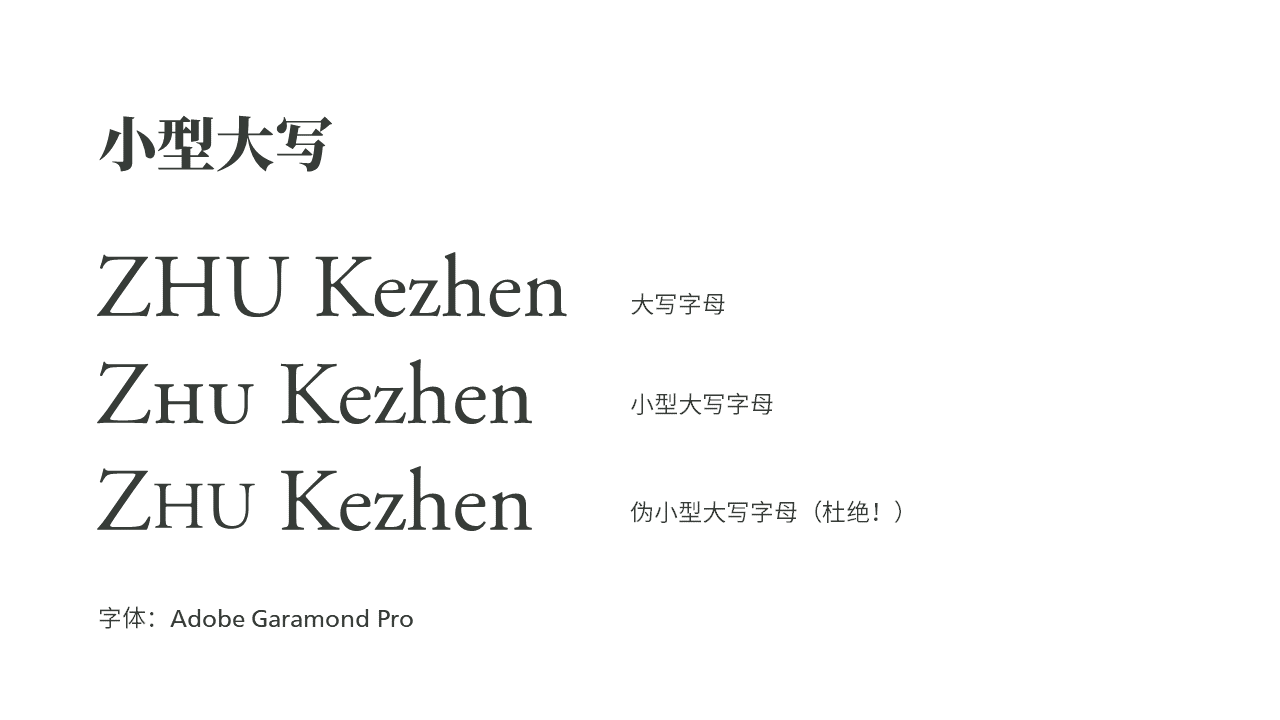 小型大写
ZHU Kezhen 大写字母
Zʜᴜ Kezhen 小型大写字母
ZHU Kezhen 伪小型大写字母（杜绝！）
字体：Adobe Garamond Pro